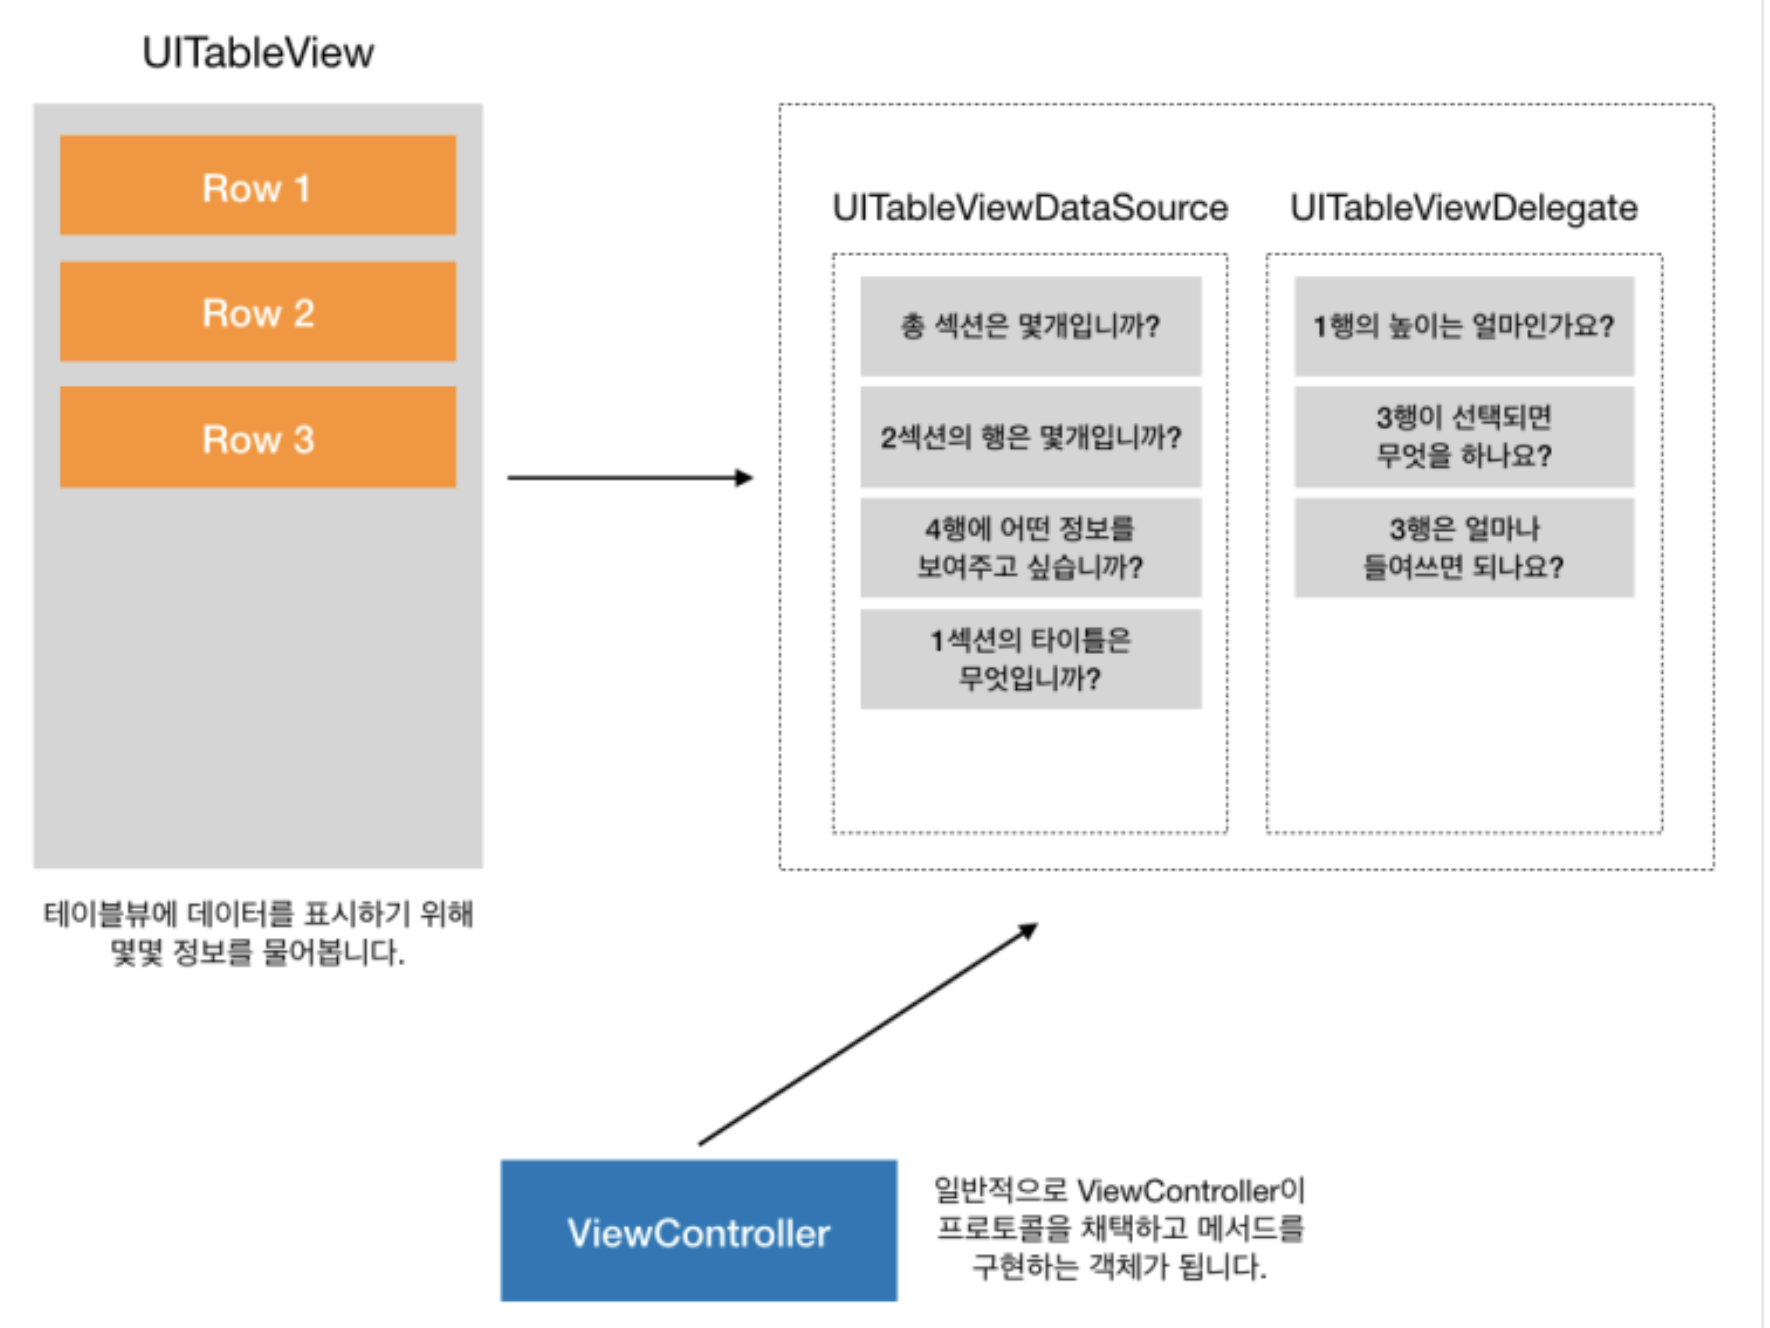 UITableView
Row 1
Row 2
Row 3
테이블뷰에 데이터를 표시하기 위해
몇몇 정보를 물어봅니다.
UITableViewDataSource
총 섹션은 몇개입니까?
2섹션의 행은 몇개입니까?
4행에 어떤 정보를
보여주고 싶습니까?
1섹션의 타이틀은
무엇입니까?
UITableViewDelegate
1행의 높이는 얼마인가요?
3행이 선택되면
무엇을 하나요?
3행은 얼마나
들여쓰면 되나요?
ViewController
일반적으로 ViewController이
프로토콜을 채택하고 메서드를
구현하는 객체가 됩니다.